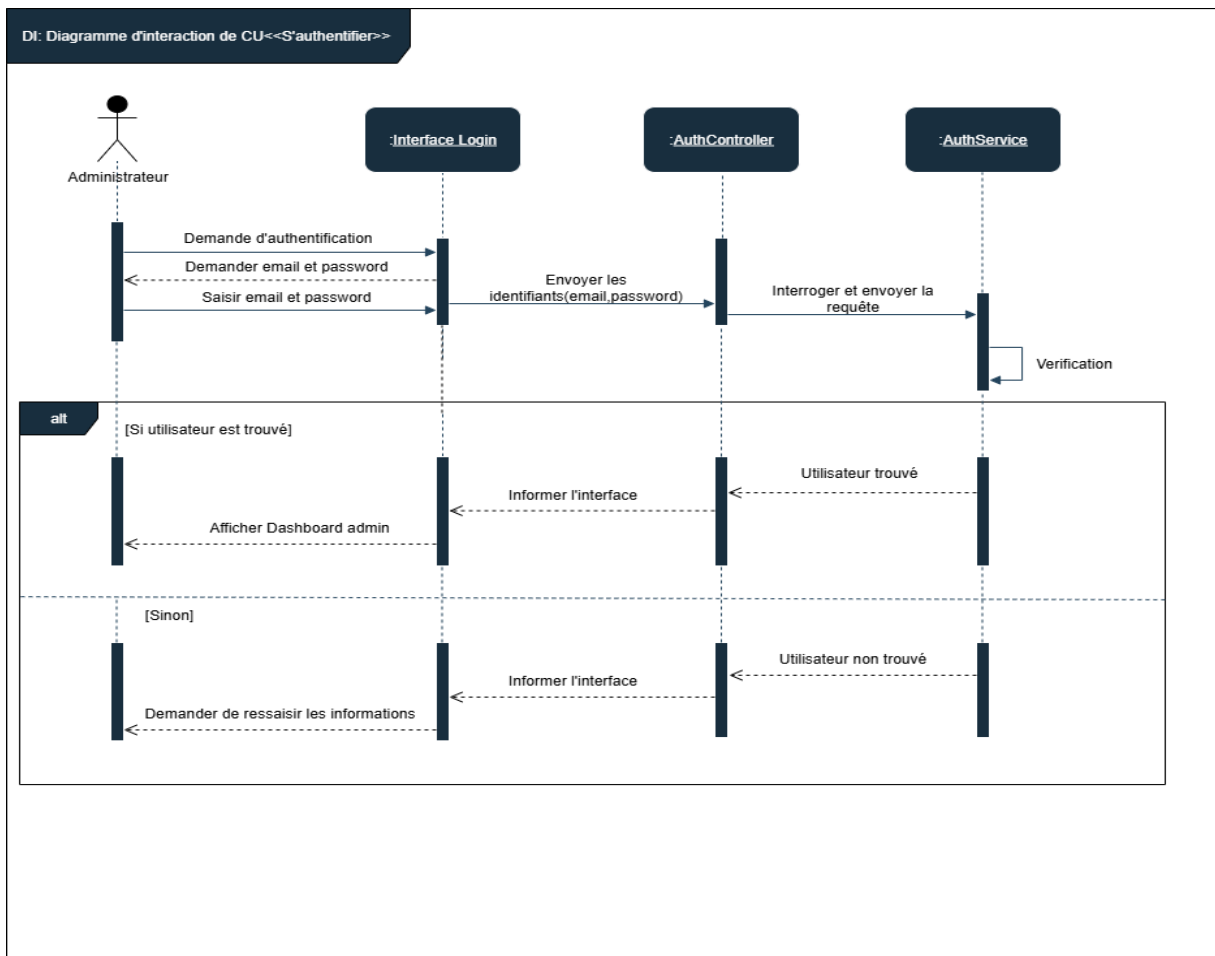 DI: Diagramme d'interaction de CU<<S'authentifier>>
Administrateur
:Interface Login
:AuthController
:AuthService
Demande d'authentification
Demander email et password
Saisir email et password
Envoyer les
identifiants(email,password)
Interroger et envoyer la
requête
Verification
alt
[Si utilisateur est trouvé]
Utilisateur trouvé
Informer l'interface
Afficher Dashboard admin
[Sinon]
Utilisateur non trouvé
Informer l'interface
Demander de ressaisir les informations